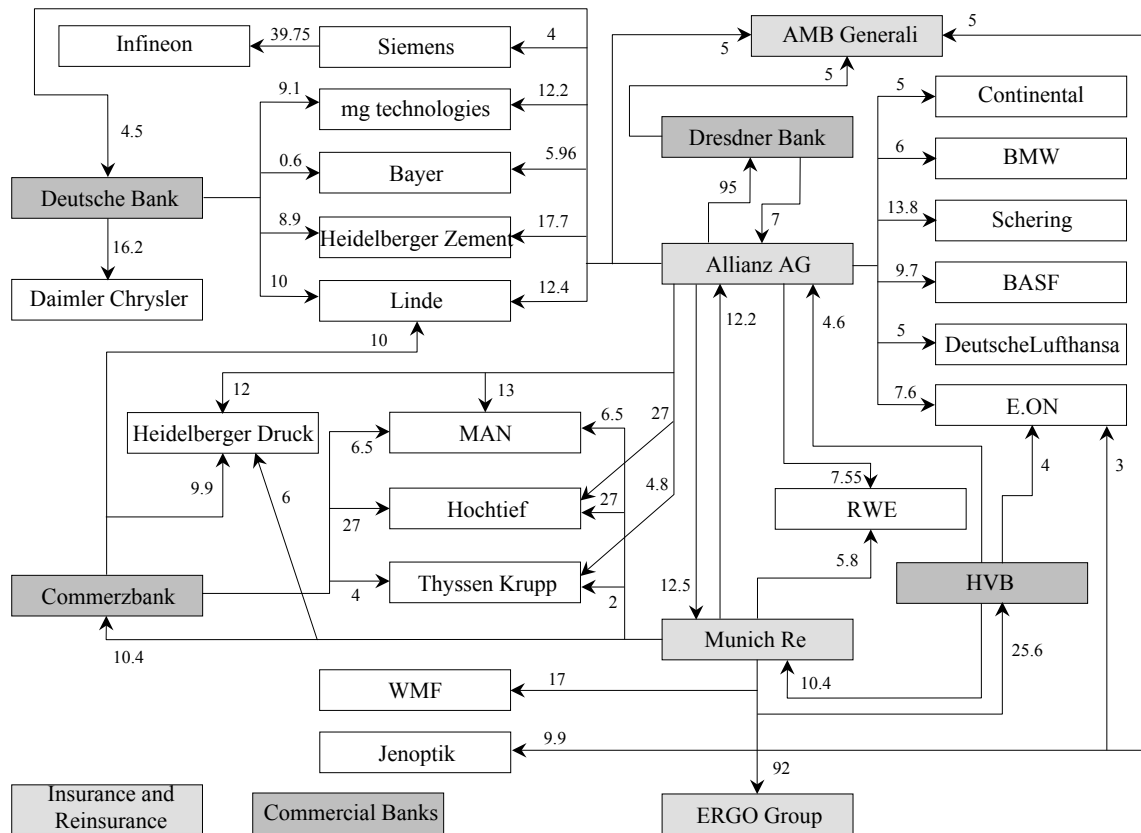 Infineon
39.75
Siemens
4
5
AMB Generali
5
9.1
mg technologies
12.2
5
5
Continental
4.5
Dresdner Bank
6
BMW
0.6
Bayer
5.96
95
7
13.8
Schering
Deutsche Bank
8.9
Heidelberger Zement
17.7
16.2
Allianz AG
9.7
BASF
Daimler Chrysler
10
Linde
12.4
12.2
4.6
5
DeutscheLufthansa
10
7.6
E.ON
12
13
Heidelberger Druck
6.5
MAN
6.5
27
4
3
9.9
6
4.8
7.55
27
Hochtief
27
RWE
5.8
Commerzbank
4
Thyssen Krupp
2
12.5
HVB
10.4
Munich Re
25.6
10.4
WMF
17
Jenoptik
9.9
92
Insurance and
Reinsurance
Commercial Banks
ERGO Group